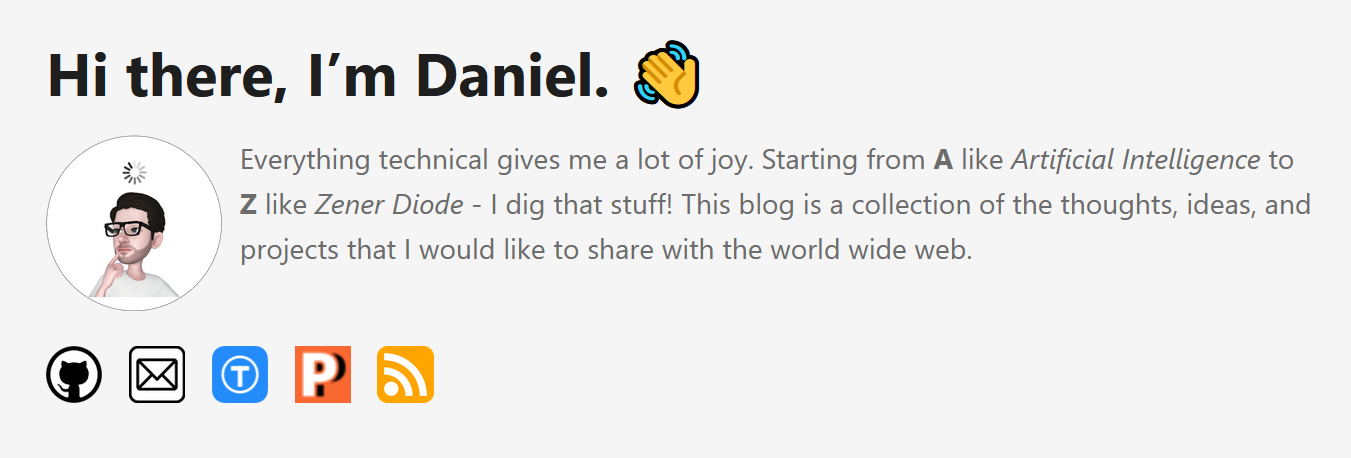 Hi there, I’m Daniel. 👋
Everything technical gives me a lot of joy. Starting from A like Artificial Intelligence to
Z like Zener Diode - I dig that stuff! This blog is a collection of the thoughts, ideas, and
projects that I would like to share with the world wide web.
T P